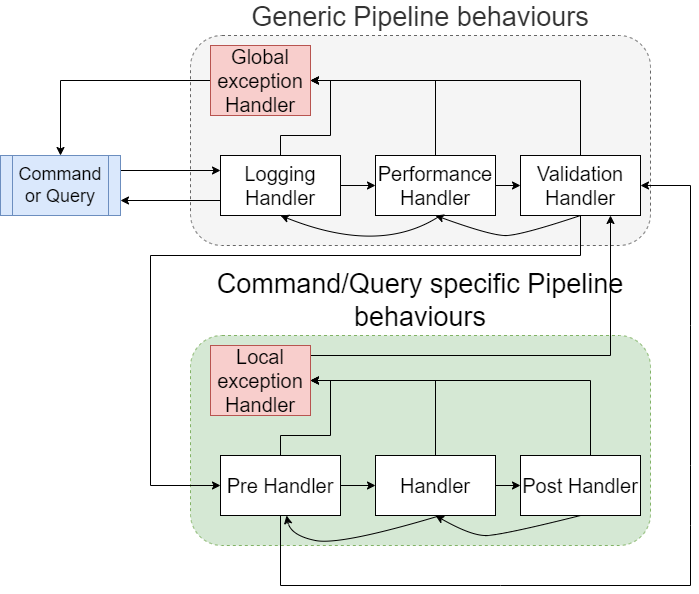 Generic Pipeline behaviours
Global
exception
Handler
Command
or Query
Logging
Handler
Performance
Handler
Validation
Handler
Command/Query specific Pipeline
behaviours
Local
exception
Handler
Pre Handler
Handler
Post Handler